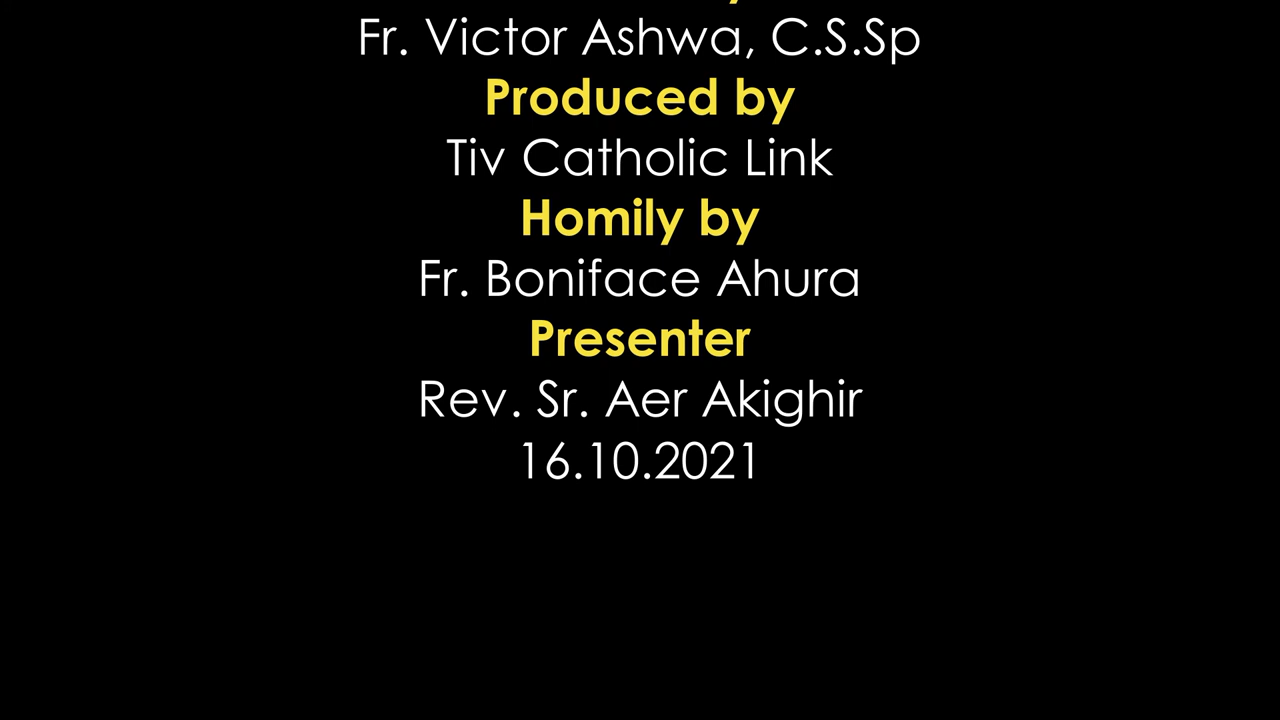 Fr. Victor Ashwa, C.S.Sp
Produced by
Tiv Catholic Link
Homily by
Fr. Boniface Ahura
Presenter
Rev. Sr. Aer Akighir
16.10.2021